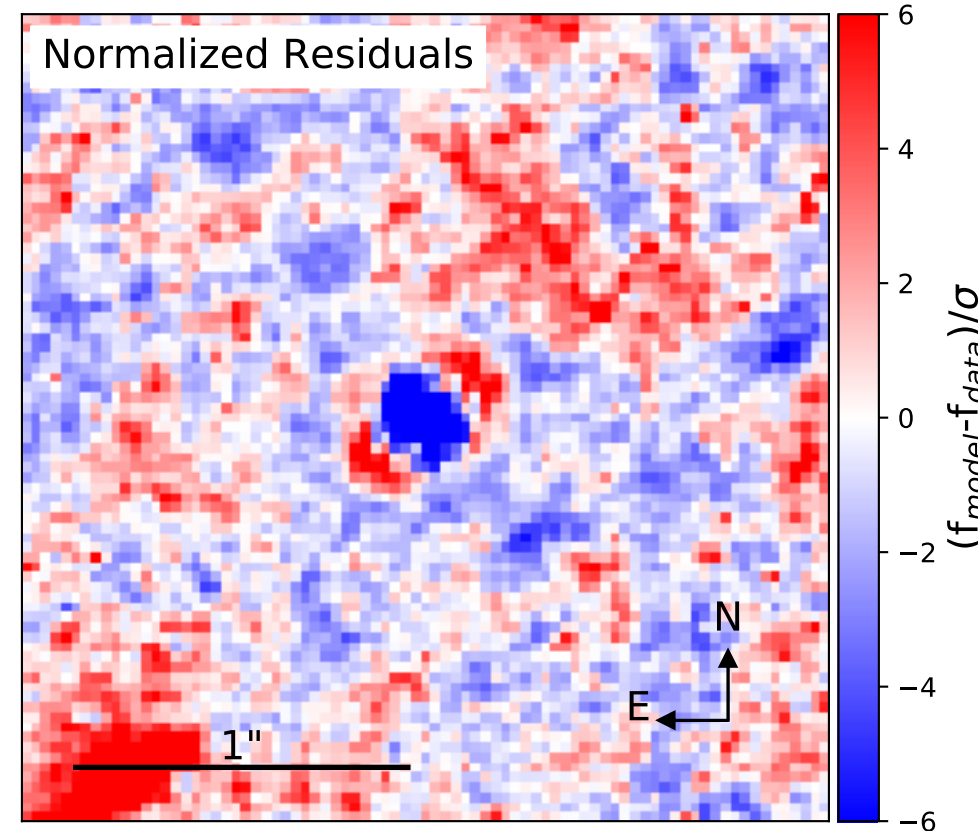 Normalized Residuals
6
4
2
0
−2
−4
−6
(f_model-f_data)/σ
N
E
1"